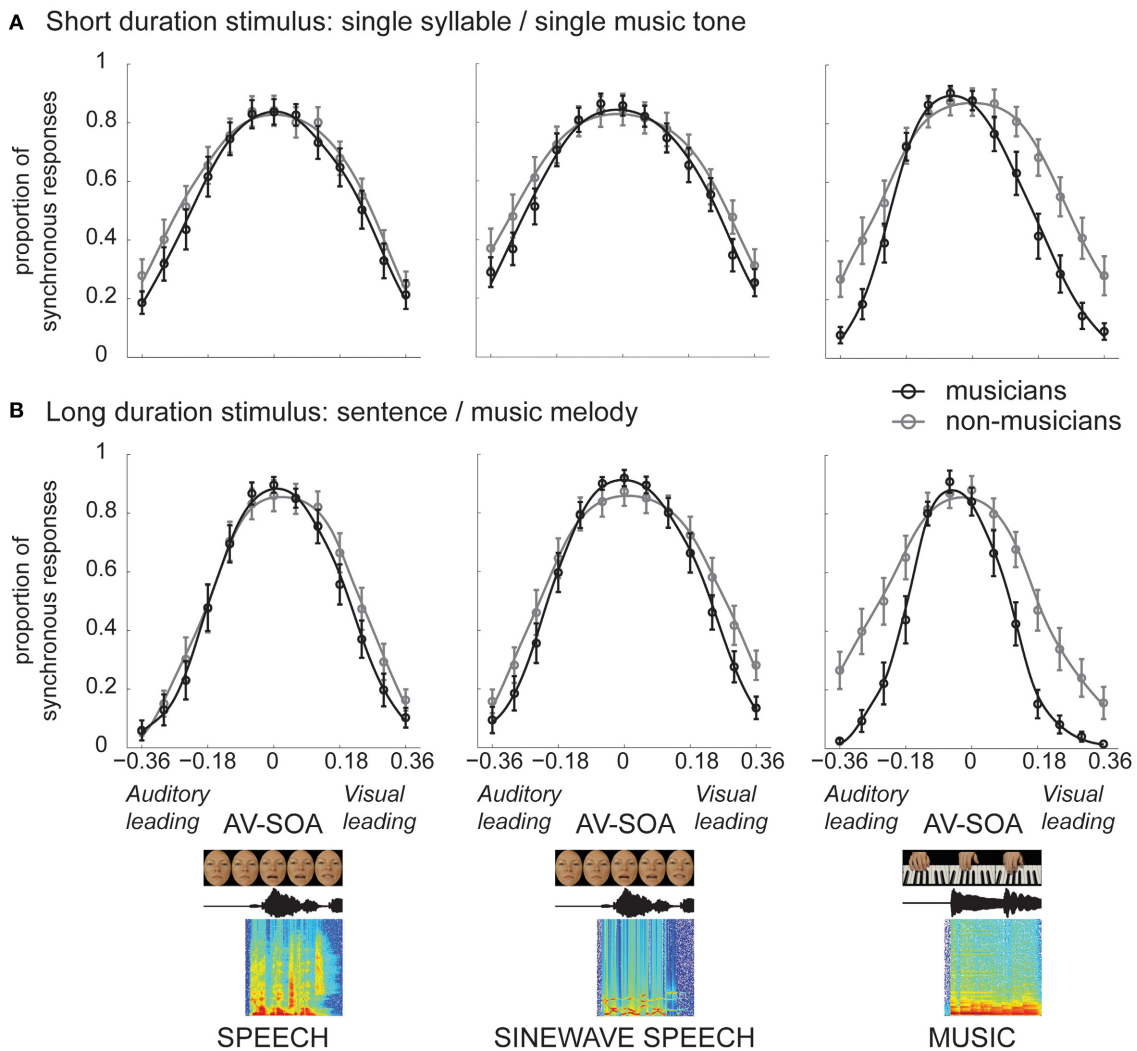 A Short duration stimulus: single syllable / single music tone
proportion of
synchronous responses
1
0.8
0.6
0.4
0.2
0
musicians
non-musicians
B Long duration stimulus: sentence / music melody
proportion of
synchronous responses
1
0.8
0.6
0.4
0.2
0
−0.36 −0.18 0 0.18 0.36
−0.36 −0.18 0 0.18 0.36
−0.36 −0.18 0 0.18 0.36
Auditory
leading
AV-SOA
Visual
leading
Auditory
leading
AV-SOA
Visual
leading
Auditory
leading
AV-SOA
Visual
leading
SPEECH
SINEWAVE SPEECH
MUSIC